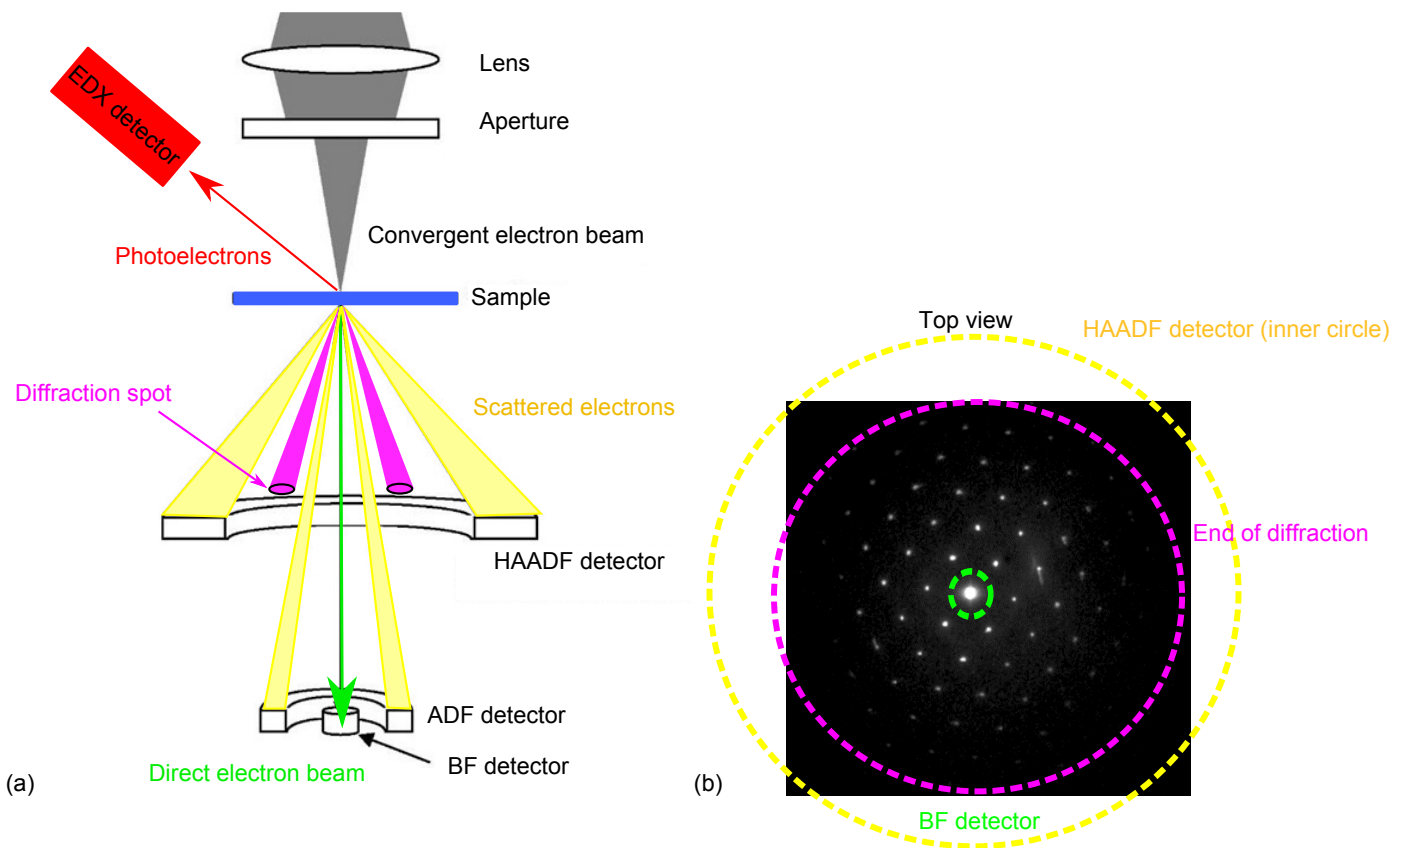 Lens
EDX detector
Aperture
Convergent electron beam
Photoelectrons
Sample
Diffraction spot
Scattered electrons
HAADF detector
ADF detector
BF detector
Direct electron beam
(a)
Top view
HAADF detector (inner circle)
End of diffraction
BF detector
(b)